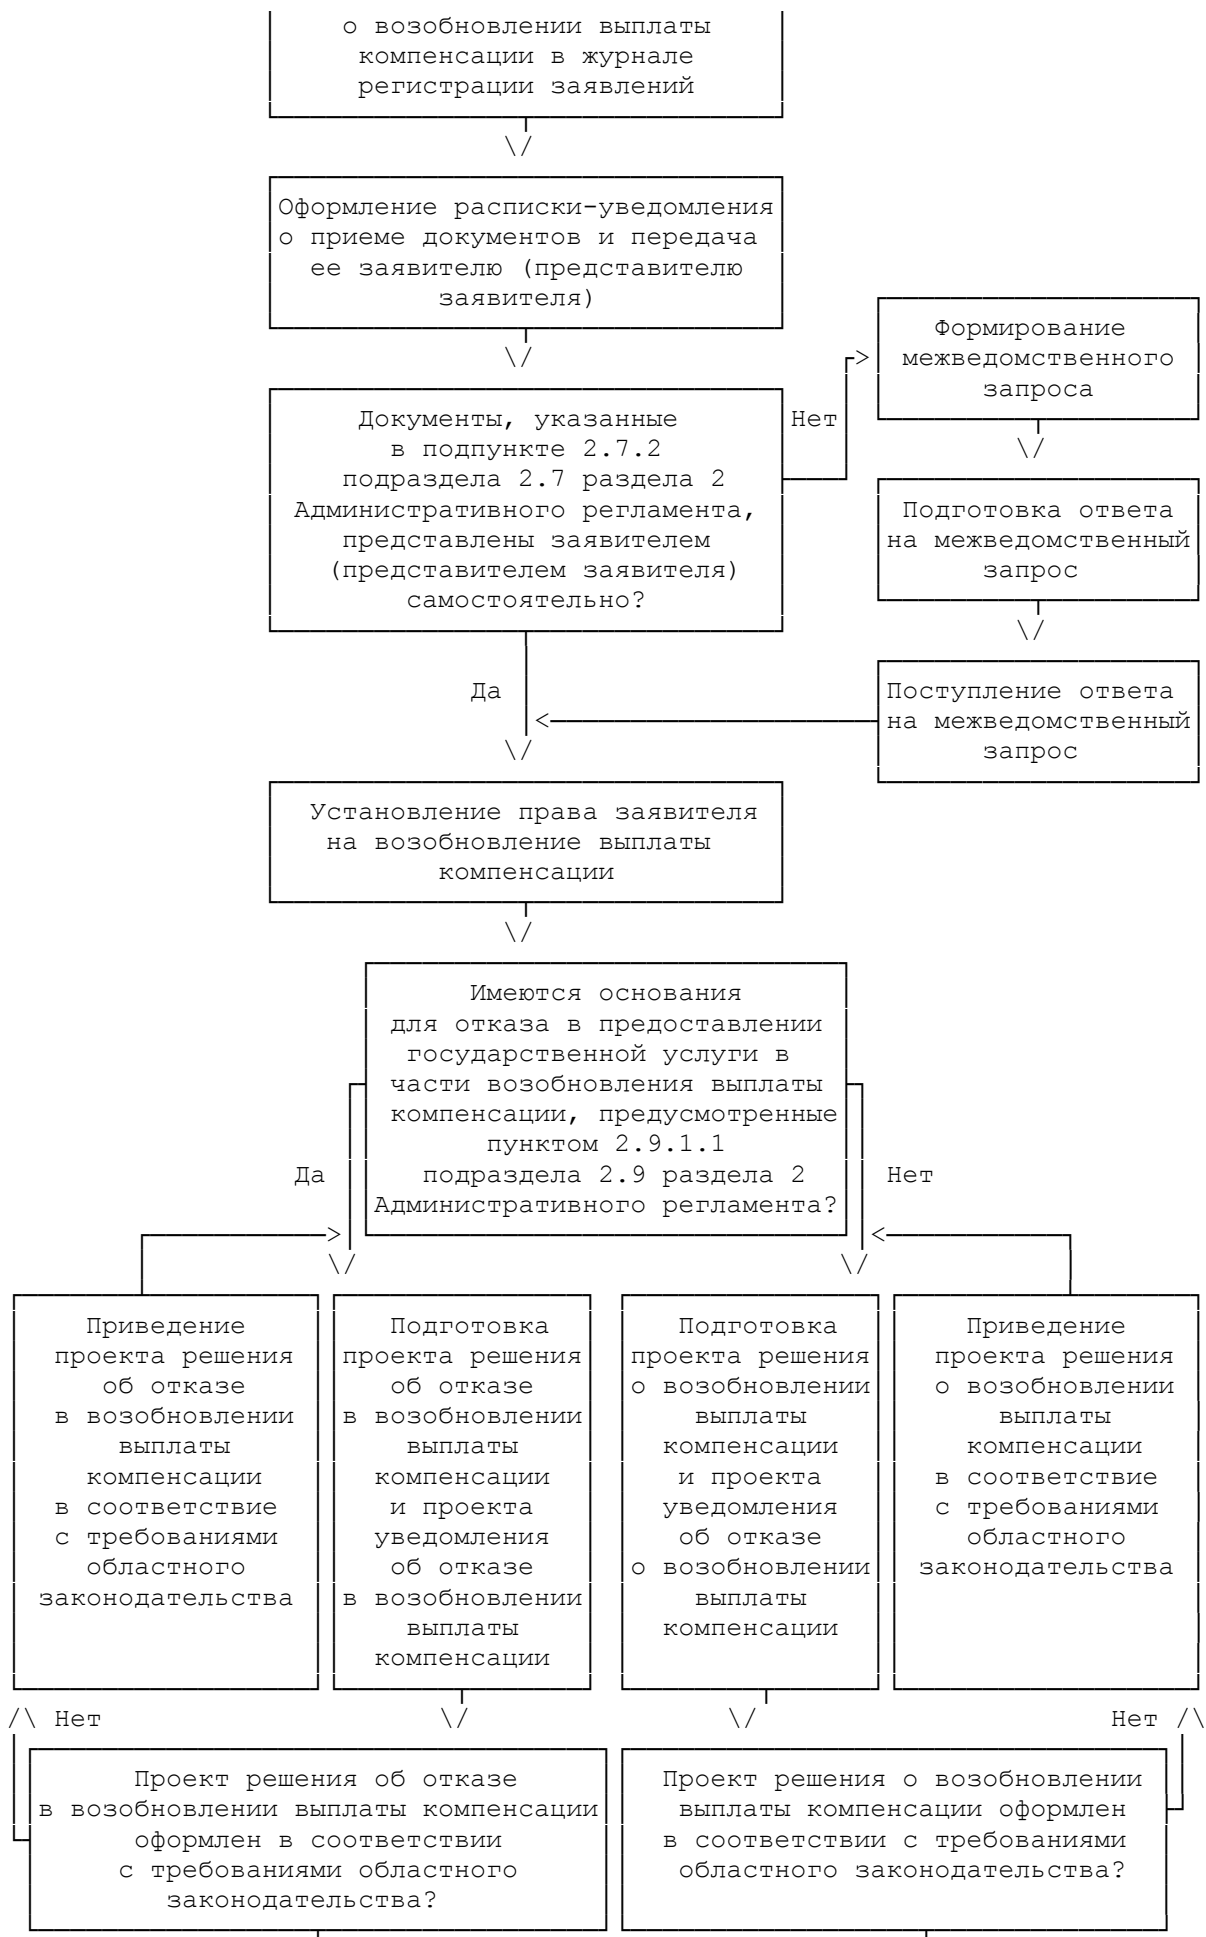 о возобновлении выплаты
компенсации в журнале
регистрации заявлений
\/
Оформление расписки-уведомления
о приеме документов и передача
ее заявителю (представителю
заявителя)
\/
Формирование
межведомственного
запроса
\/
Документы, указанные
в подпункте 2.7.2
подраздела 2.7 раздела 2
Административного регламента,
представлены заявителем
(представителем заявителя)
самостоятельно?
Нет
>
Подготовка ответа
на межведомственный
запрос
\/
Поступление ответа
на межведомственный
запрос
Да
<
\/
Установление права заявителя
на возобновление выплаты
компенсации
\/
Имеются основания
для отказа в предоставлении
государственной услуги в
части возобновления выплаты
компенсации, предусмотренные
пунктом 2.9.1.1
подраздела 2.9 раздела 2
Административного регламента?
Да
Нет
>
<
\/
\/
Приведение
проекта решения
об отказе
в возобновлении
выплаты
компенсации
в соответствие
с требованиями
областного
законодательства
Подготовка
проекта решения
об отказе
в возобновлении
выплаты
компенсации
и проекта
уведомления
об отказе
в возобновлении
выплаты
компенсации
Подготовка
проекта решения
о возобновлении
выплаты
компенсации
и проекта
уведомления
об отказе
о возобновлении
выплаты
компенсации
Приведение
проекта решения
о возобновлении
выплаты
компенсации
в соответствие
с требованиями
областного
законодательства
/\ Нет
\/
\/
Нет /\
Проект решения об отказе
в возобновлении выплаты компенсации
оформлен в соответствии
с требованиями областного
законодательства?
Проект решения о возобновлении
выплаты компенсации оформлен
в соответствии с требованиями
областного законодательства?